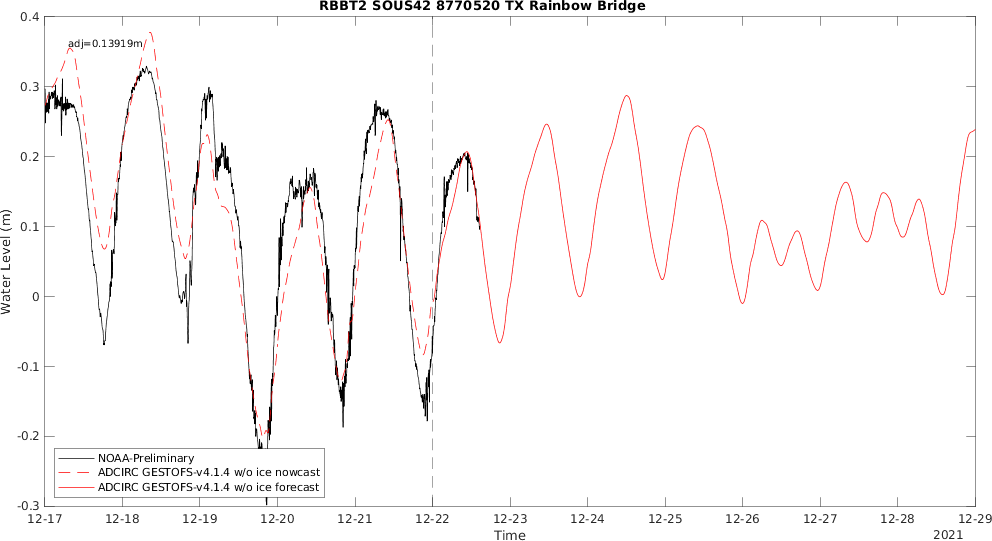 RBBT2 SOUS42 8770520 TX Rainbow Bridge
adj=0.13919m
Water Level (m)
0.4
0.3
0.2
0.1
0
-0.1
-0.2
-0.3
NOAA-Preliminary
ADCIRC GESTOFS-v4.1.4 w/o ice nowcast
ADCIRC GESTOFS-v4.1.4 w/o ice forecast
12-17 12-18 12-19 12-20 12-21 12-22 12-23 12-24 12-25 12-26 12-27 12-28 12-29
Time
2021